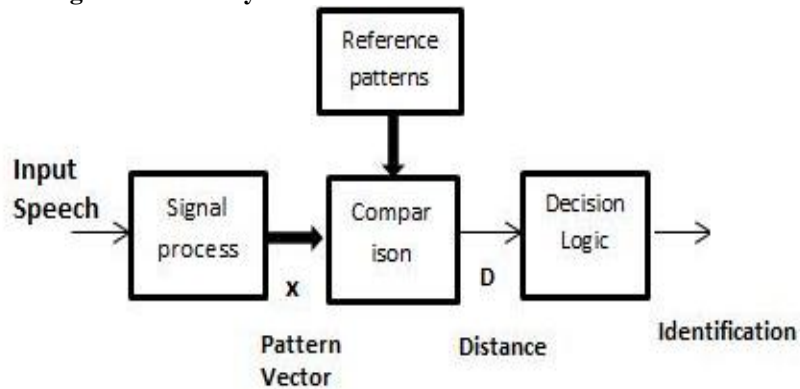 Reference
patterns
Input
Speech
Signal
process
Compar
ison
Decision
Logic
X
D
Pattern
Vector
Distance
Identification